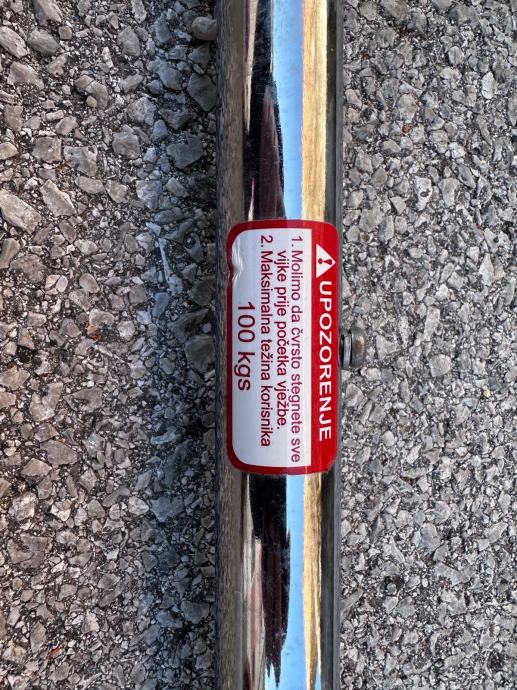 UPOZORENJE
1. Molimo da čvrsto stegnete sve
vijke prije početka vježbe.
2. Maksimalna težina korisnika
100 kgs